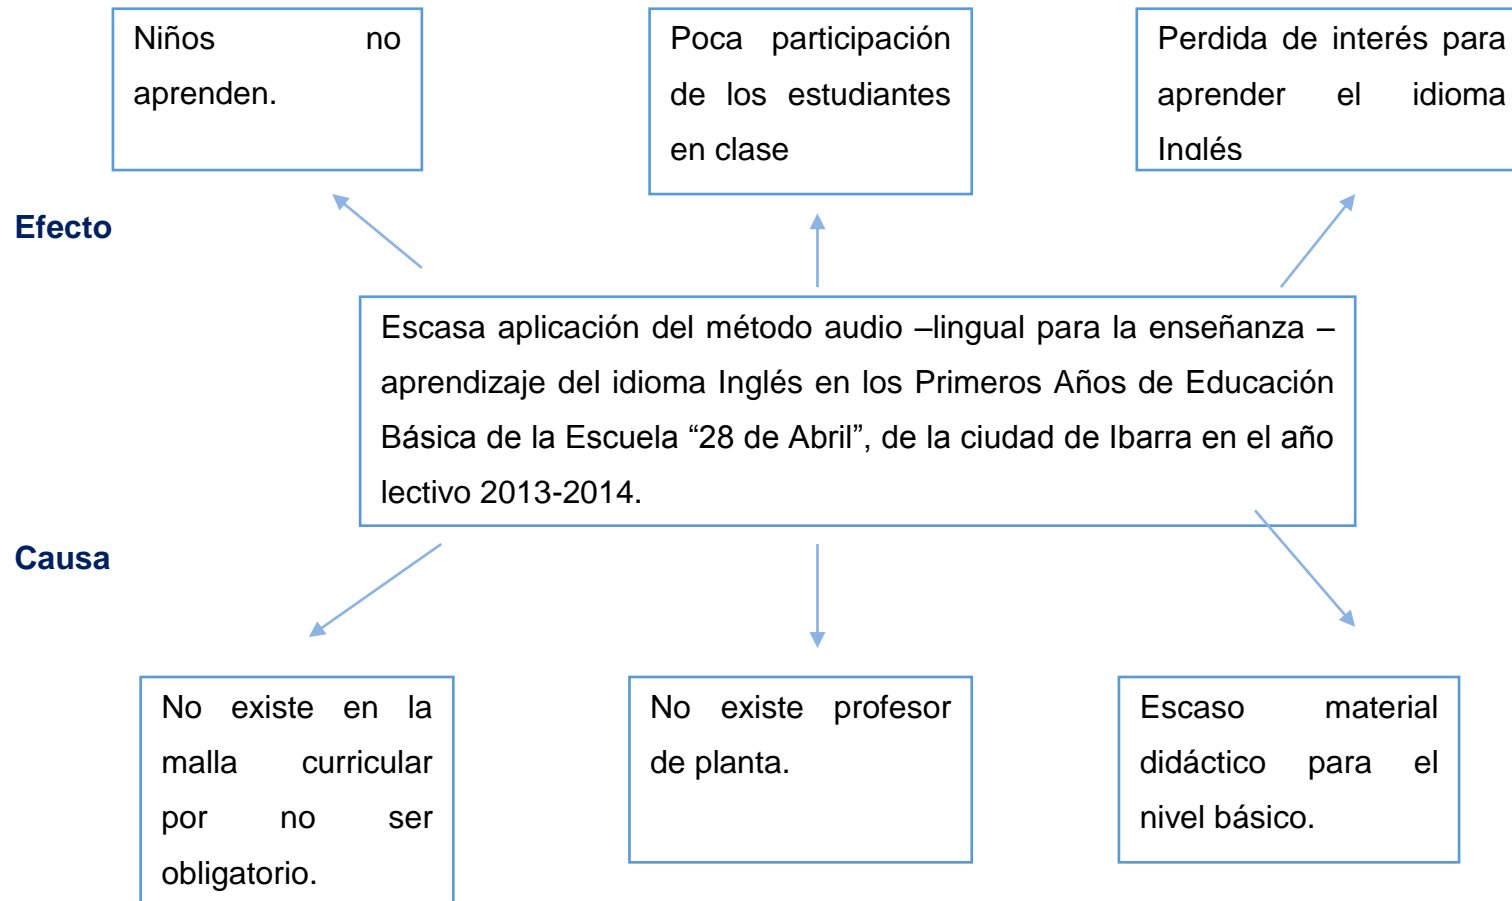 Niños no
aprenden.
Poca participación
de los estudiantes
en clase
Perdida de interés para
aprender el idioma
Inglés
Efecto
Escasa aplicación del método audio –lingual para la enseñanza –
aprendizaje del idioma Inglés en los Primeros Años de Educación
Básica de la Escuela “28 de Abril”, de la ciudad de Ibarra en el año
lectivo 2013-2014.
Causa
No existe en la
malla curricular
por no ser
obligatorio.
No existe profesor
de planta.
Escaso material
didáctico para el
nivel básico.